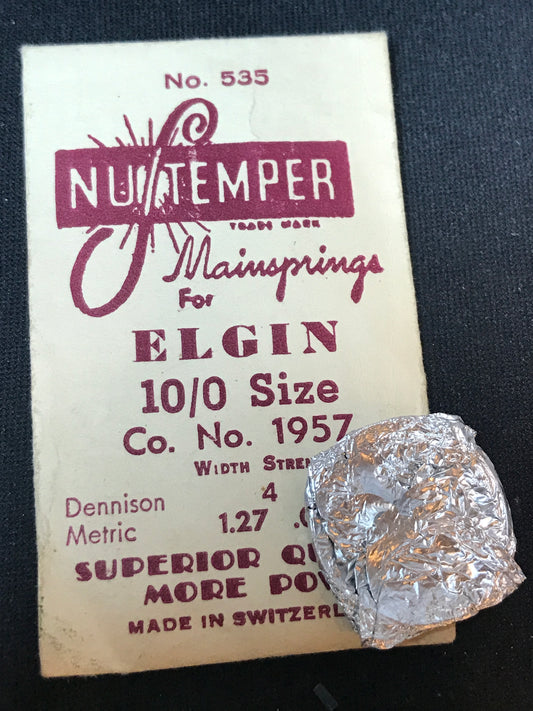 No. 535
NU TEMPER
TRADE MARK
Mainsprings
For
ELGIN
10/0 Size
Co. No. 1957
WIDTH
4
Dennison
Metric 1.27
SUPERIOR
MORE
MADE IN